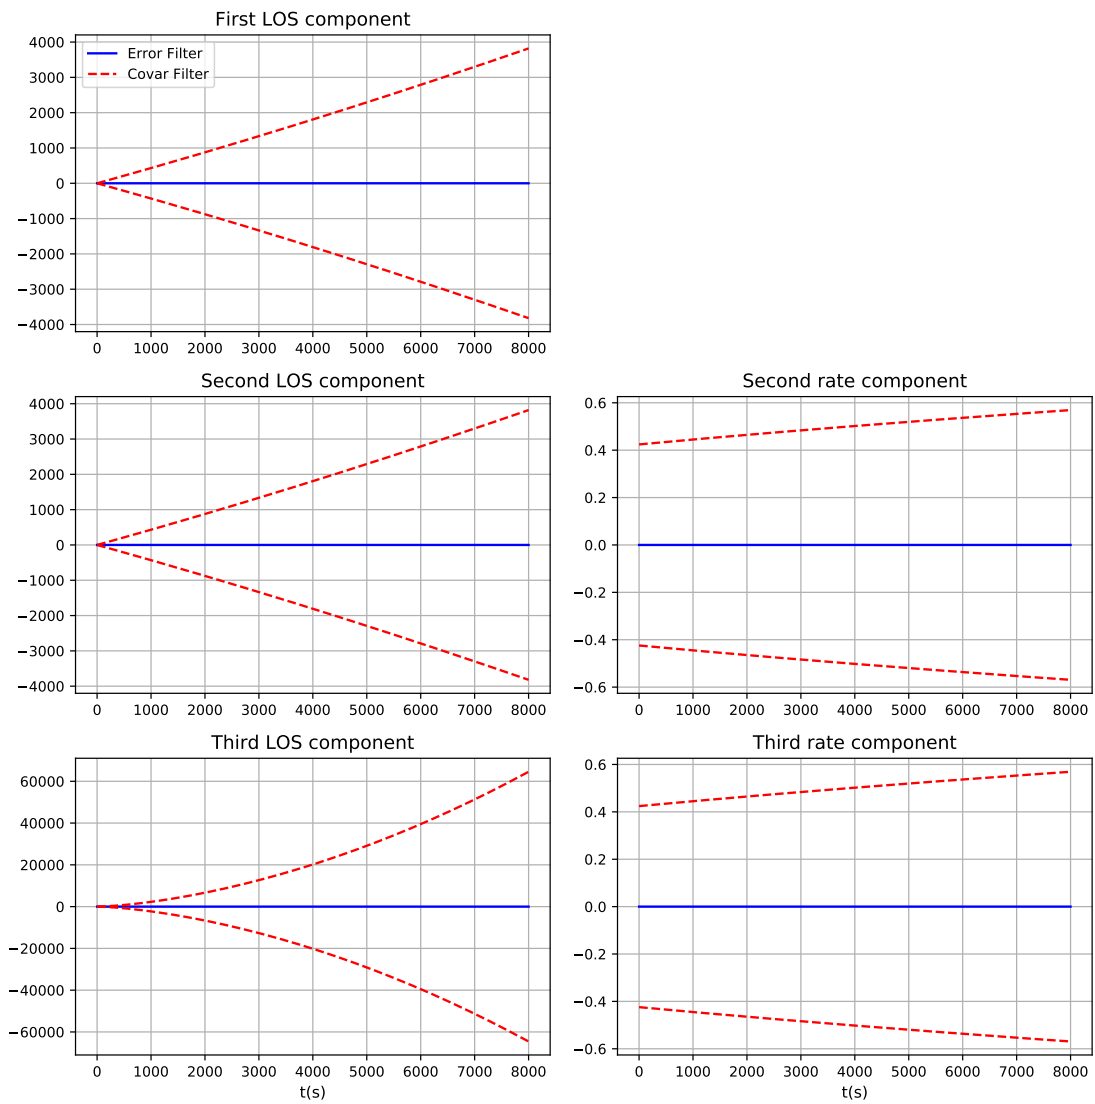 First LOS component
4000
3000
2000
1000
0
−1000
−2000
−3000
−4000
Error Filter
Covar Filter
0 1000 2000 3000 4000 5000 6000 7000 8000
Second LOS component
4000
3000
2000
1000
0
−1000
−2000
−3000
−4000
0 1000 2000 3000 4000 5000 6000 7000 8000
Second rate component
0.6
0.4
0.2
0.0
−0.2
−0.4
−0.6
0 1000 2000 3000 4000 5000 6000 7000 8000
Third LOS component
60000
40000
20000
0
−20000
−40000
−60000
0 1000 2000 3000 4000 5000 6000 7000 8000
t(s)
Third rate component
0.6
0.4
0.2
0.0
−0.2
−0.4
−0.6
0 1000 2000 3000 4000 5000 6000 7000 8000
t(s)